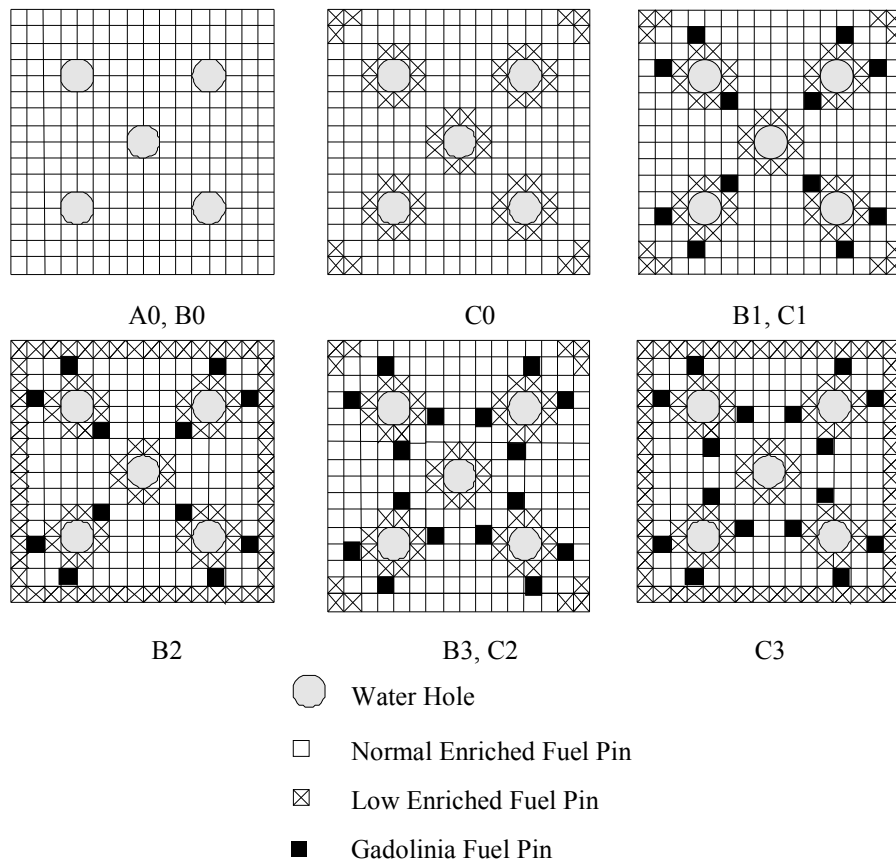 A0, B0
C0
B1, C1
B2
B3, C2
C3
Water Hole
Normal Enriched Fuel Pin
Low Enriched Fuel Pin
Gadolinia Fuel Pin